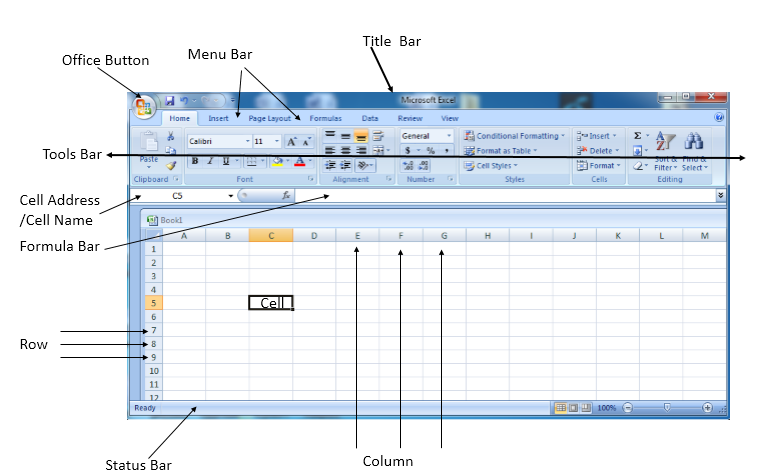 Title Bar
Menu Bar
Office Button
Microsoft Excel
Home Insert Page Layout Formulas Data Review View
Calibri 11 A A General Conditional Formatting Insert Σ
Tools Bar
Paste B I U A $ % , Format as Table Delete Sort & Find &
Cell Styles Format Filter Select
Clipboard Font Alignment Number Styles Cells Editing
Cell Address
/Cell Name
C5 fx
Formula Bar
Book1
A B C D E F G H I J K L M
1
2
3
4
5 Cell
6
7
Row
8
9
10
11
12
Ready 100%
Status Bar
Column